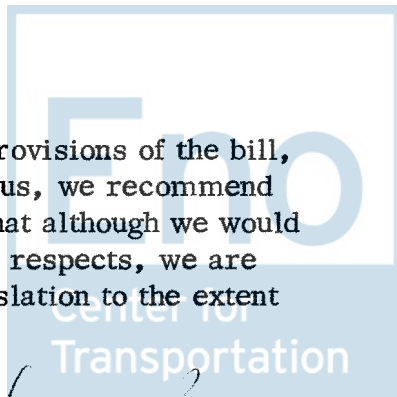 rovisions of the bill,
us, we recommend
hat although we would
respects, we are
slation to the extent
Eno
Center for
Transportation